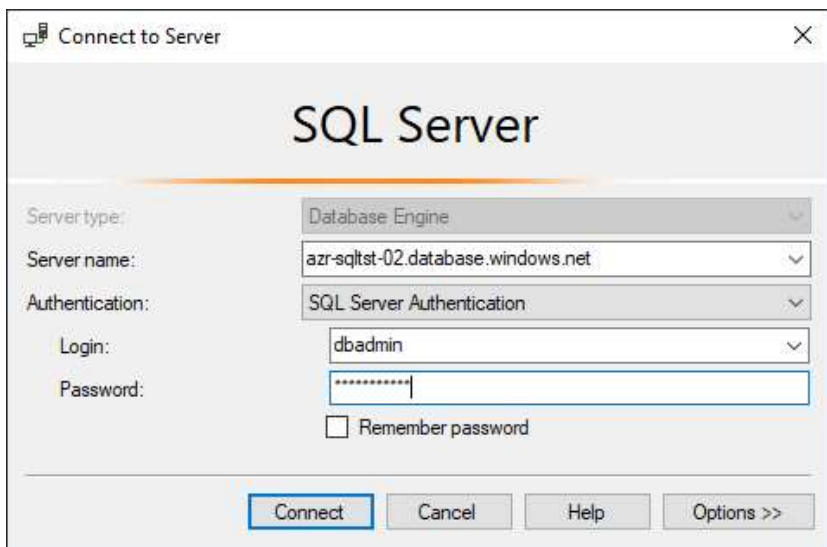 Connect to Server
SQL Server
Server type: Database Engine
Server name: azr-sqltst-02.database.windows.net
Authentication: SQL Server Authentication
Login: dbadmin
Password: ***********
Remember password
Connect Cancel Help Options >>